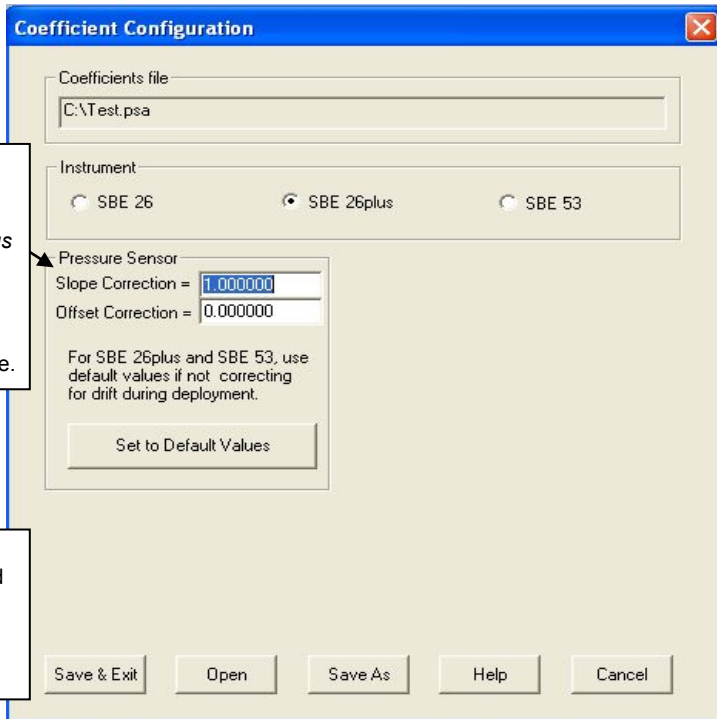 Coefficient Configuration
Coefficients file
C:\Test.psa
Instrument
SBE 26
SBE 26plus
SBE 53
Pressure Sensor
Slope Correction =
1.000000
Offset Correction =
0.000000
For SBE 26plus and SBE 53, use
default values if not correcting
for drift during deployment.
Set to Default Values
Save & Exit
Open
Save As
Help
Cancel